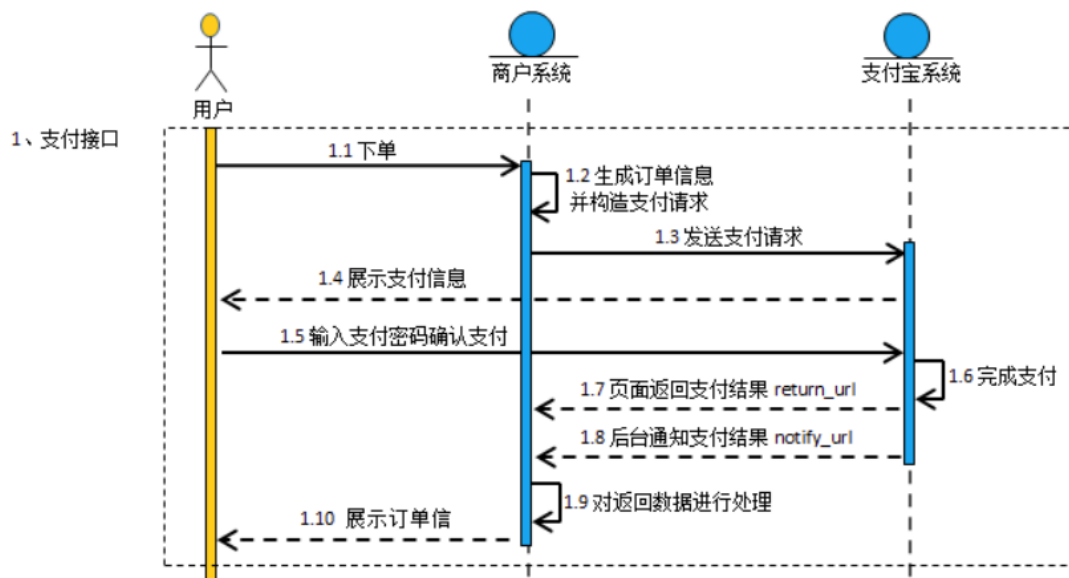 用户
商户系统
支付宝系统
1、支付接口
1.1 下单
1.2 生成订单信息
并构造支付请求
1.3 发送支付请求
1.4 展示支付信息
1.5 输入支付密码确认支付
1.6 完成支付
1.7 页面返回支付结果 return_url
1.8 后台通知支付结果 notify_url
1.9 对返回数据进行处理
1.10 展示订单信